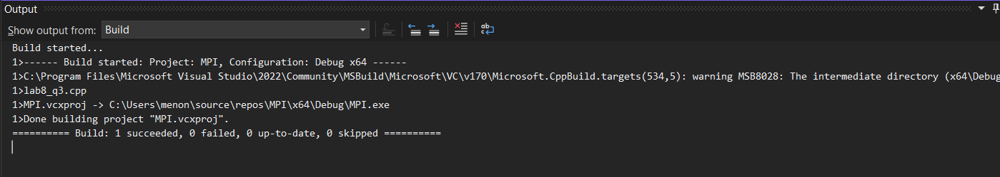 Output
Show output from: Build
Build started...
1>------ Build started: Project: MPI, Configuration: Debug x64 ------
1>C:\Program Files\Microsoft Visual Studio\2022\Community\MSBuild\Microsoft\VC\v170\Microsoft.CppBuild.targets(534,5): warning MSB8028: The intermediate directory (x64\Debug
1>lab8_q3.cpp
1>MPI.vcxproj -> C:\Users\menon\source\repos\MPI\x64\Debug\MPI.exe
1>Done building project "MPI.vcxproj".
========== Build: 1 succeeded, 0 failed, 0 up-to-date, 0 skipped ==========